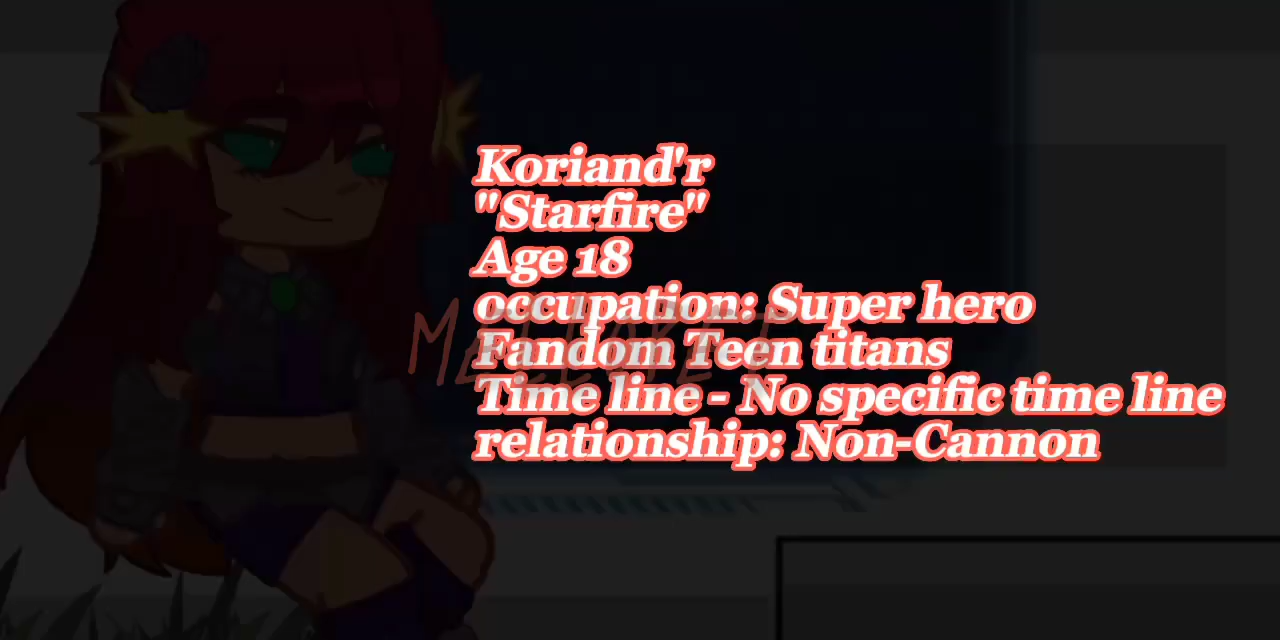 Koriand'r
"Starfire"
Age 18
occupation: Super hero
Fandom Teen titans
Time line - No specific time line
relationship: Non-Cannon